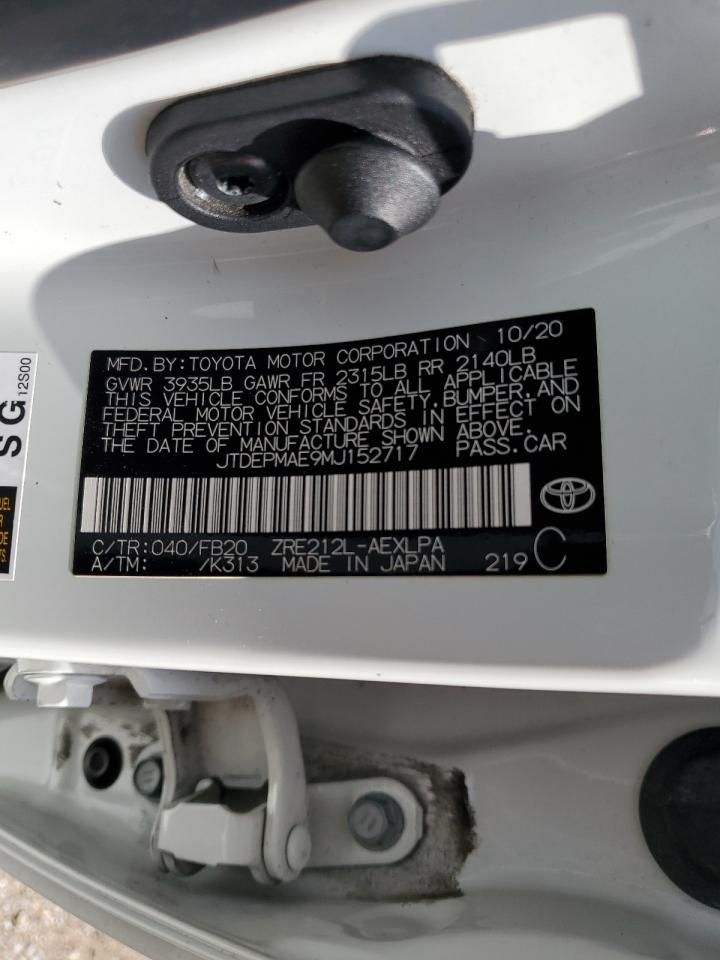 MFD. BY: TOYOTA MOTOR CORPORATION 10/20
GVWR 3935LB GAWR FR 2315LB RR 2140LB
THIS VEHICLE CONFORMS TO ALL APPLICABLE
FEDERAL MOTOR VEHICLE SAFETY, BUMPER, AND
THEFT PREVENTION STANDARDS IN EFFECT ON
THE DATE OF MANUFACTURE SHOWN ABOVE.
JTDEPMAE9MJ152717 PASS. CAR
C/TR: 040/FB20 ZRE212L-AEXLPA
A/TM: /K313 MADE IN JAPAN 219 C
SG
12S00